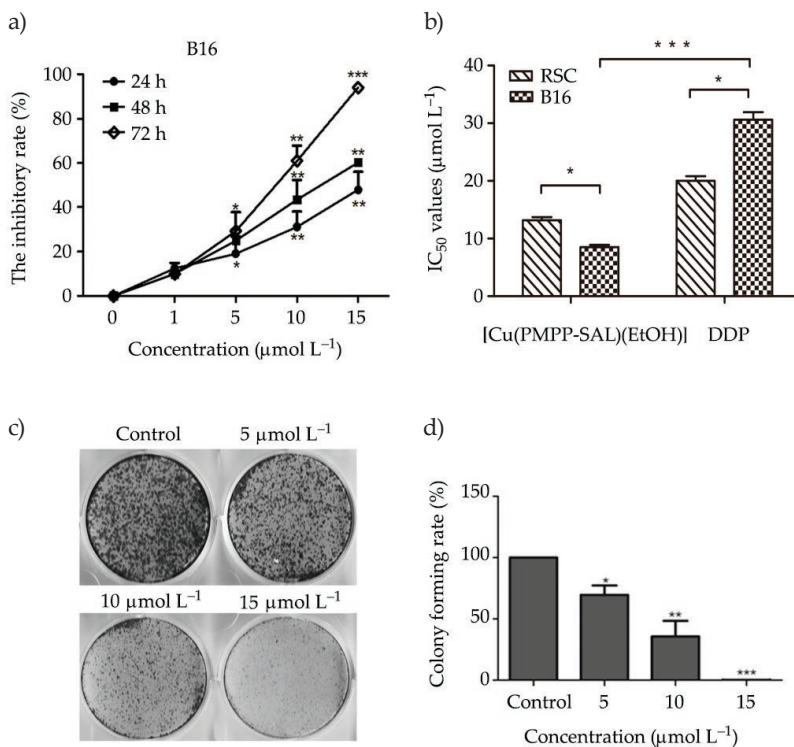 a)
B16
24 h
48 h
72 h
The inhibitory rate (%)
100
80
60
40
20
0
*
**
***
**
**
**
*
**
**
0 1 5 10 15
Concentration (μmol L⁻¹)
b)
RSC
B16
***
*
*
IC₅₀ values (μmol L⁻¹)
40
30
20
10
0
[Cu(PMPP-SAL)(EtOH)] DDP
c)
Control 5 μmol L⁻¹
10 μmol L⁻¹ 15 μmol L⁻¹
d)
Colony forming rate (%)
150
100
50
0
*
**
***
Control 5 10 15
Concentration (μmol L⁻¹)